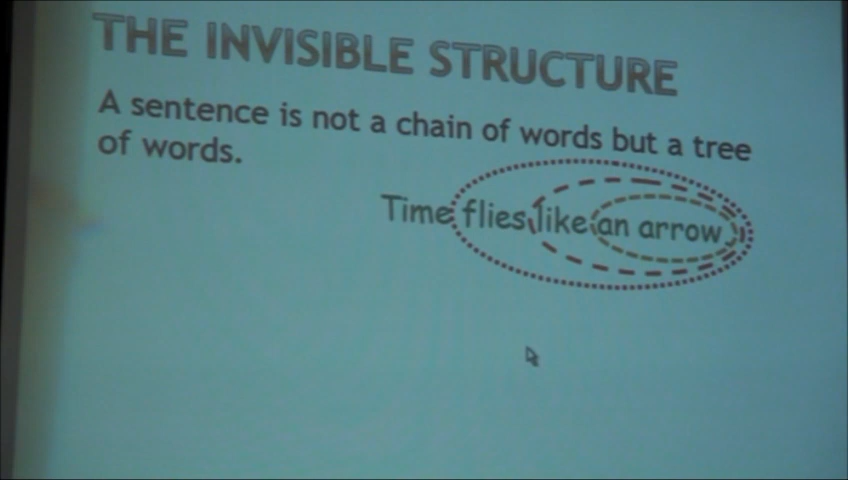 THE INVISIBLE STRUCTURE
A sentence is not a chain of words but a tree
of words.
Time flies like an arrow